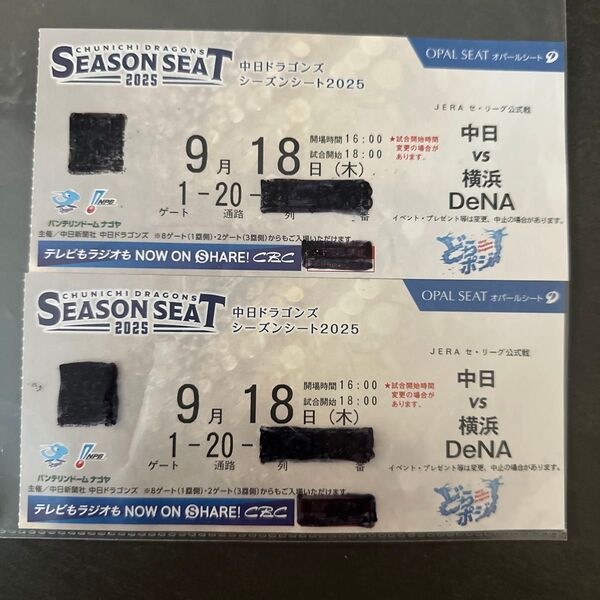 CHUNICHI DRAGONS
SEASON SEAT
2025
中日ドラゴンズ
シーズンシート2025
OPAL SEAT オパールシート
JERA セ・リーグ公式戦
9月18日(木)
開場時間 16:00
試合開始 18:00
★試合開始時間
変更の場合が
あります。
中日
vs
横浜
DeNA
1-20-
ゲート 通路 列 番
イベント・プレゼント等は変更、中止の場合があります。
NPB
バンテリンドーム ナゴヤ
主催/中日新聞社 中日ドラゴンズ ※8ゲート(1塁側)・2ゲート(3塁側)からもご入場いただけます。
テレビもラジオも NOW ON SHARE! CBC
どらポジ
CHUNICHI DRAGONS
SEASON SEAT
2025
中日ドラゴンズ
シーズンシート2025
OPAL SEAT オパールシート
JERA セ・リーグ公式戦
9月18日(木)
開場時間 16:00
試合開始 18:00
★試合開始時間
変更の場合が
あります。
中日
vs
横浜
DeNA
1-20-
ゲート 通路 列 番
イベント・プレゼント等は変更、中止の場合があります。
NPB
バンテリンドーム ナゴヤ
主催/中日新聞社 中日ドラゴンズ ※8ゲート(1塁側)・2ゲート(3塁側)からもご入場いただけます。
テレビもラジオも NOW ON SHARE! CBC
どらポジ